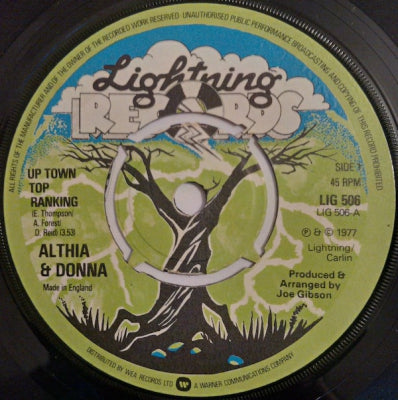 ALL RIGHTS OF THE MANUFACTURER AND OF THE OWNER OF THE RECORDED WORK RESERVED. UNAUTHORISED PUBLIC PERFORMANCE BROADCASTING AND COPYING OF THIS RECORD PROHIBITED
Lightning
RECORDS
UP TOWN
TOP
RANKING
(E. Thompson)
A. Forest)
D. Reid) (3.53)
ALTHIA
& DONNA
Made in England
SIDE
45 RPM
LIG 506
LIG 506-A
℗ & © 1977
Lightning/
Carlin
Produced &
Arranged by
Joe Gibson
DISTRIBUTED BY WEA RECORDS LTD W A WARNER COMMUNICATIONS COMPANY